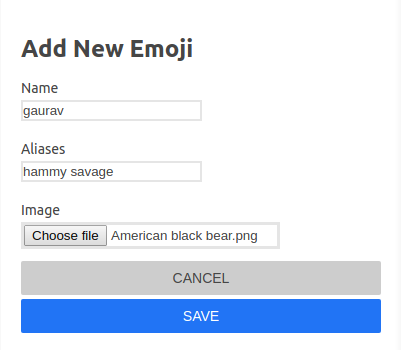 Add New Emoji
Name
gaurav
Aliases
hammy savage
Image
Choose file American black bear.png
CANCEL
SAVE